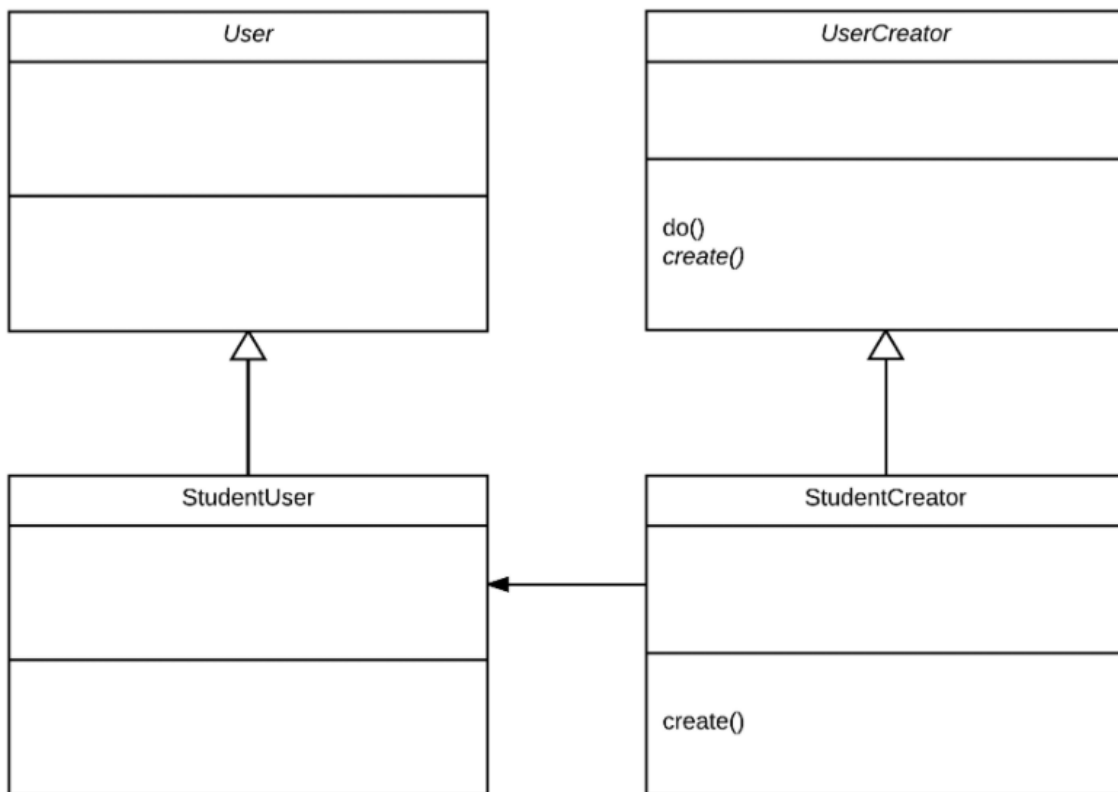 User
UserCreator
do()
create()
StudentUser
StudentCreator
create()